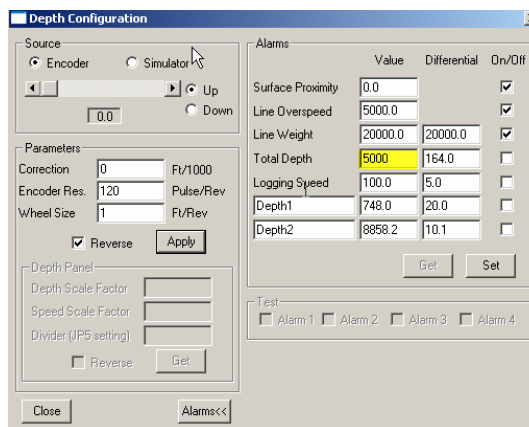 Depth Configuration
Source
Encoder Simulator
Up
Down
0.0
Parameters
Correction 0 Ft/1000
Encoder Res. 120 Pulse/Rev
Wheel Size 1 Ft/Rev
Reverse Apply
Depth Panel
Depth Scale Factor
Speed Scale Factor
Divider (JP5 setting)
Reverse Get
Close Alarms<<
Alarms
Value Differential On/Off
Surface Proximity 0.0
Line Overspeed 5000.0
Line Weight 20000.0 20000.0
Total Depth 5000 164.0
Logging Speed 100.0 5.0
Depth1 748.0 20.0
Depth2 8858.2 10.1
Get Set
Test
Alarm 1 Alarm 2 Alarm 3 Alarm 4